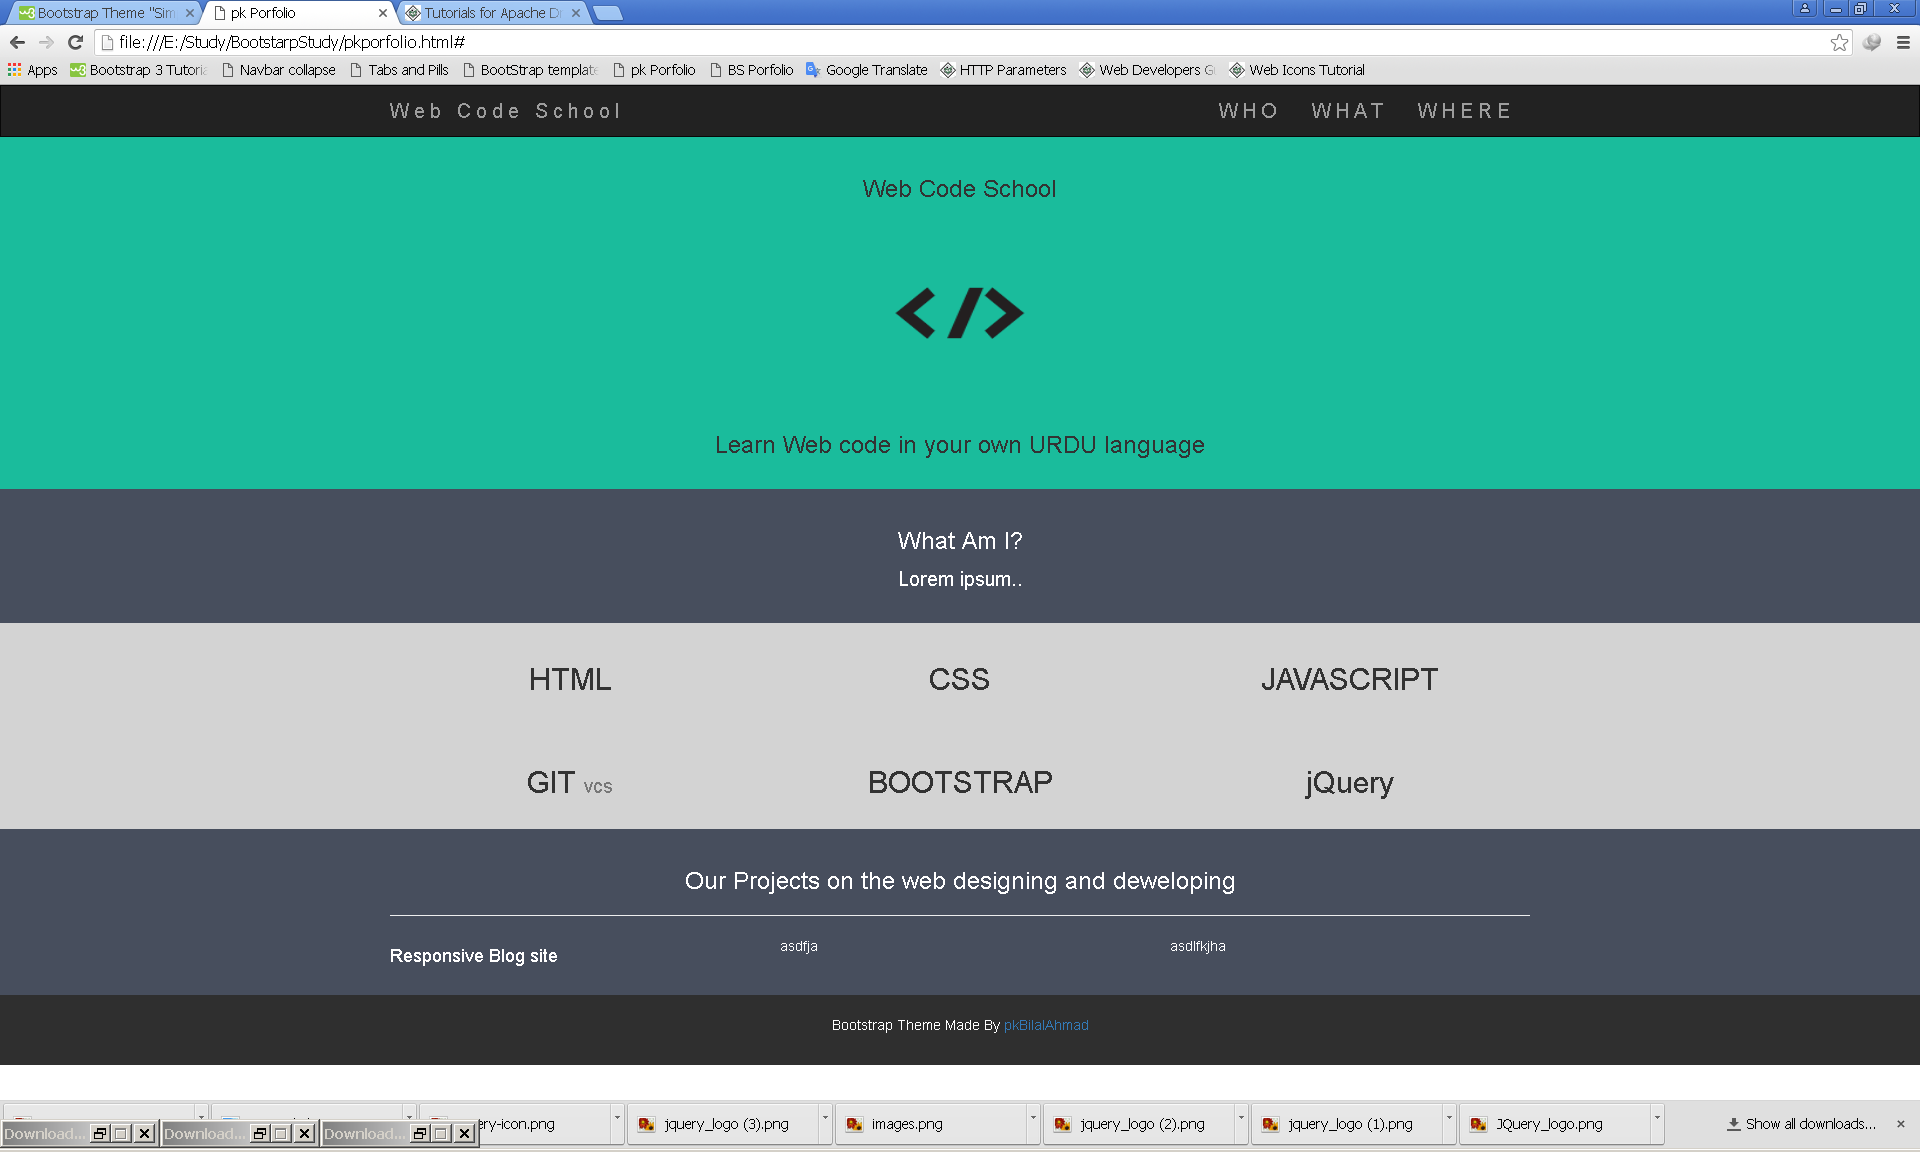 Bootstrap Theme "Sim
pk Porfolio
Tutorials for Apache Dr
file:///E:/Study/BootstarpStudy/pkporfolio.html#
Apps
Bootstrap 3 Tutoria
Navbar collapse
Tabs and Pills
BootStrap template
pk Porfolio
BS Porfolio
Google Translate
HTTP Parameters
Web Developers G
Web Icons Tutorial
Web Code School
WHO WHAT WHERE
Web Code School
</>
Learn Web code in your own URDU language
What Am I?
Lorem ipsum..
HTML CSS JAVASCRIPT
GIT vcs BOOTSTRAP jQuery
Our Projects on the web designing and deweloping
Responsive Blog site
asdfja
asdlfkjha
Bootstrap Theme Made By pkBilalAhmad
ery-icon.png
jquery_logo (3).png
images.png
jquery_logo (2).png
jquery_logo (1).png
JQuery_logo.png
Show all downloads...
Download...
Download...
Download...